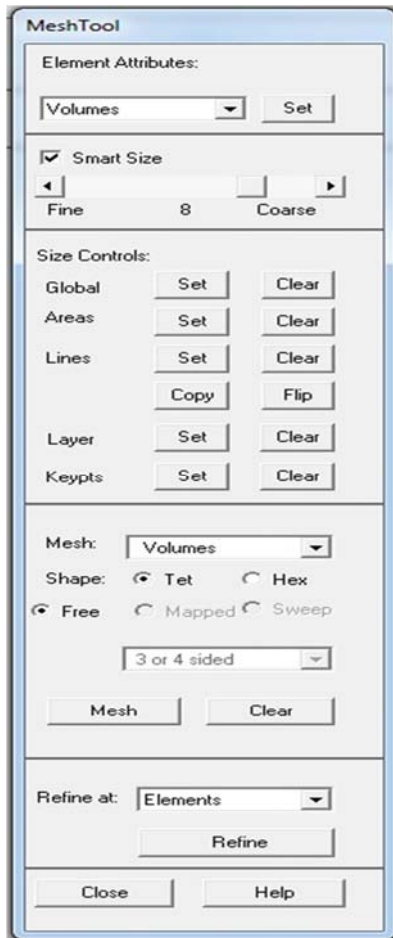 MeshTool
Element Attributes:
Volumes Set
Smart Size
Fine 8 Coarse
Size Controls:
Global Set Clear
Areas Set Clear
Lines Set Clear
Copy Flip
Layer Set Clear
Keypts Set Clear
Mesh: Volumes
Shape: Tet Hex
Free Mapped Sweep
3 or 4 sided
Mesh Clear
Refine at: Elements
Refine
Close Help